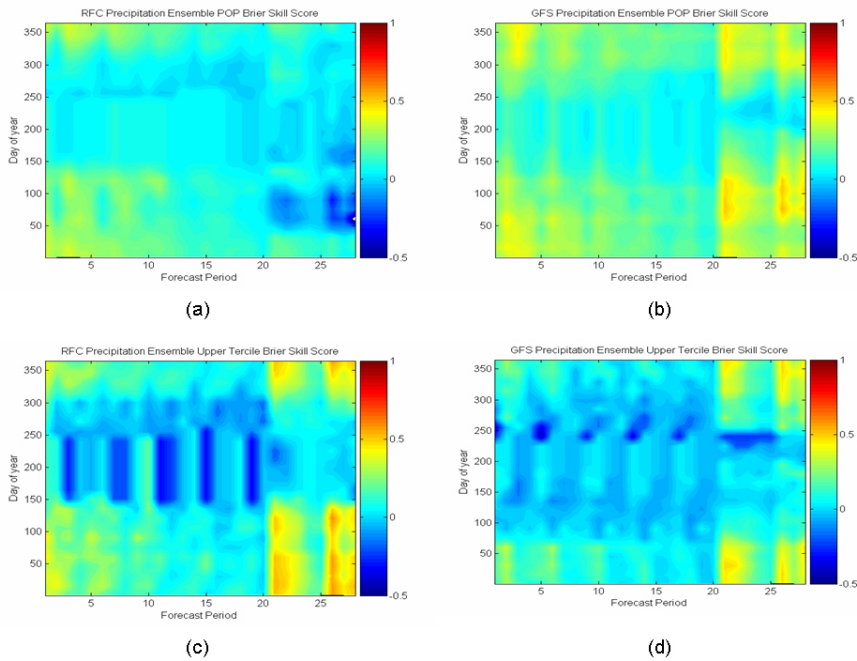 RFC Precipitation Ensemble POP Brier Skill Score
350
300
250
200
150
100
50
Day of year
5 10 15 20 25
Forecast Period
1
0.5
0
-0.5
(a)
GFS Precipitation Ensemble POP Brier Skill Score
350
300
250
200
150
100
50
Day of year
5 10 15 20 25
Forecast Period
1
0.5
0
-0.5
(b)
RFC Precipitation Ensemble Upper Tercile Brier Skill Score
350
300
250
200
150
100
50
Day of year
5 10 15 20 25
Forecast Period
1
0.5
0
-0.5
(c)
GFS Precipitation Ensemble Upper Tercile Brier Skill Score
350
300
250
200
150
100
50
Day of year
5 10 15 20 25
Forecast Period
1
0.5
0
-0.5
(d)